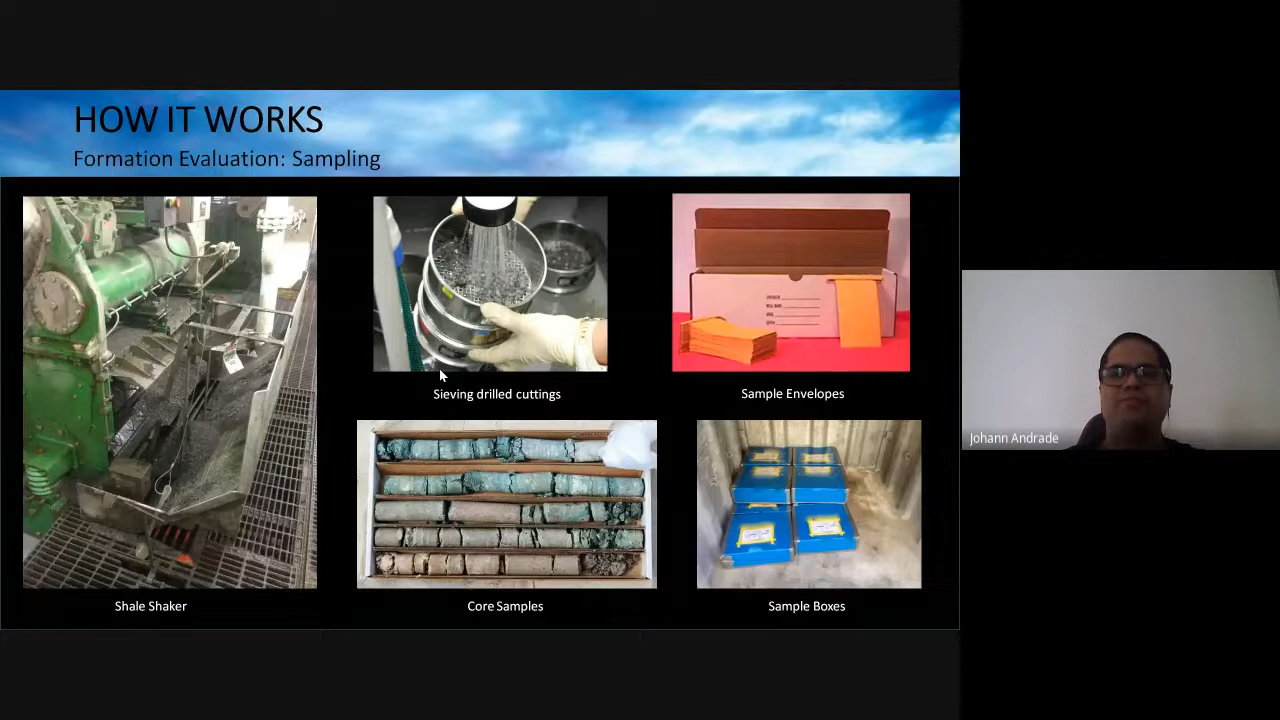 HOW IT WORKS
Formation Evaluation: Sampling
Sieving drilled cuttings
Sample Envelopes
Shale Shaker
Core Samples
Sample Boxes
Johann Andrade